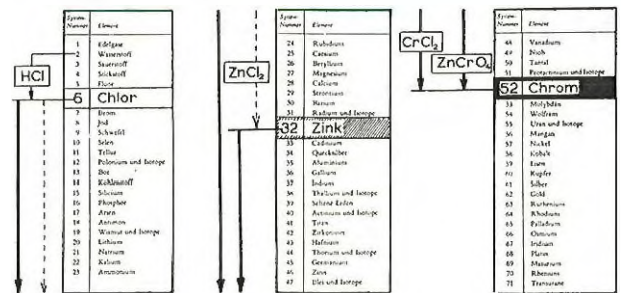 System-Nummer Element
1 Edelgase
2 Wasserstoff
3 Sauerstoff
4 Stickstoff
5 Fluor
HCl
6 Chlor
7 Brom
8 Jod
9 Schwefel
10 Selen
11 Tellur
12 Polonium und Isotope
13 Bor
14 Kohlenstoff
15 Silicium
16 Phosphor
17 Arsen
18 Antimon
19 Wismut und Isotope
20 Lithium
21 Natrium
22 Kalium
23 Ammonium
System-Nummer Element
24 Rubidium
25 Caesium
26 Beryllium
27 Magnesium
28 Calcium
29 Strontium
30 Barium
31 Radium und Isotope
ZnCl₂
32 Zink
33 Cadmium
34 Quecksilber
35 Aluminium
36 Gallium
37 Indium
38 Thallium und Isotope
39 Seltene Erden
40 Actinium und Isotope
41 Titan
42 Zirkonium
43 Hafnium
44 Thorium und Isotope
45 Germanium
46 Zinn
47 Blei und Isotope
System-Nummer Element
48 Vanadium
49 Niob
50 Tantal
51 Protactinium und Isotope
CrCl₂
ZnCrO₄
52 Chrom
53 Molybdän
54 Wolfram
55 Uran und Isotope
56 Mangan
57 Nickel
58 Kobalt
59 Eisen
60 Kupfer
61 Silber
62 Gold
63 Ruthenium
64 Rhodium
65 Palladium
66 Osmium
67 Iridium
68 Platin
69 Masurium
70 Rhenium
71 Transurane